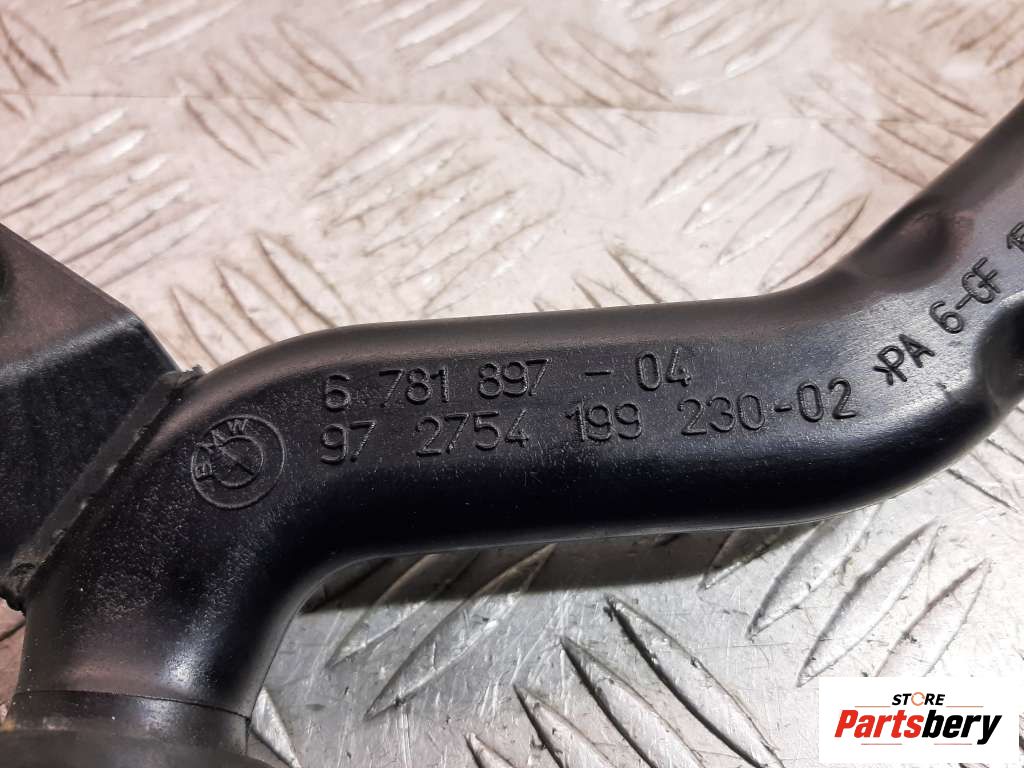 6 781 897 - 04
BMW
97 2754 199 230-02 >PA 6-GF
STORE
Partsbery